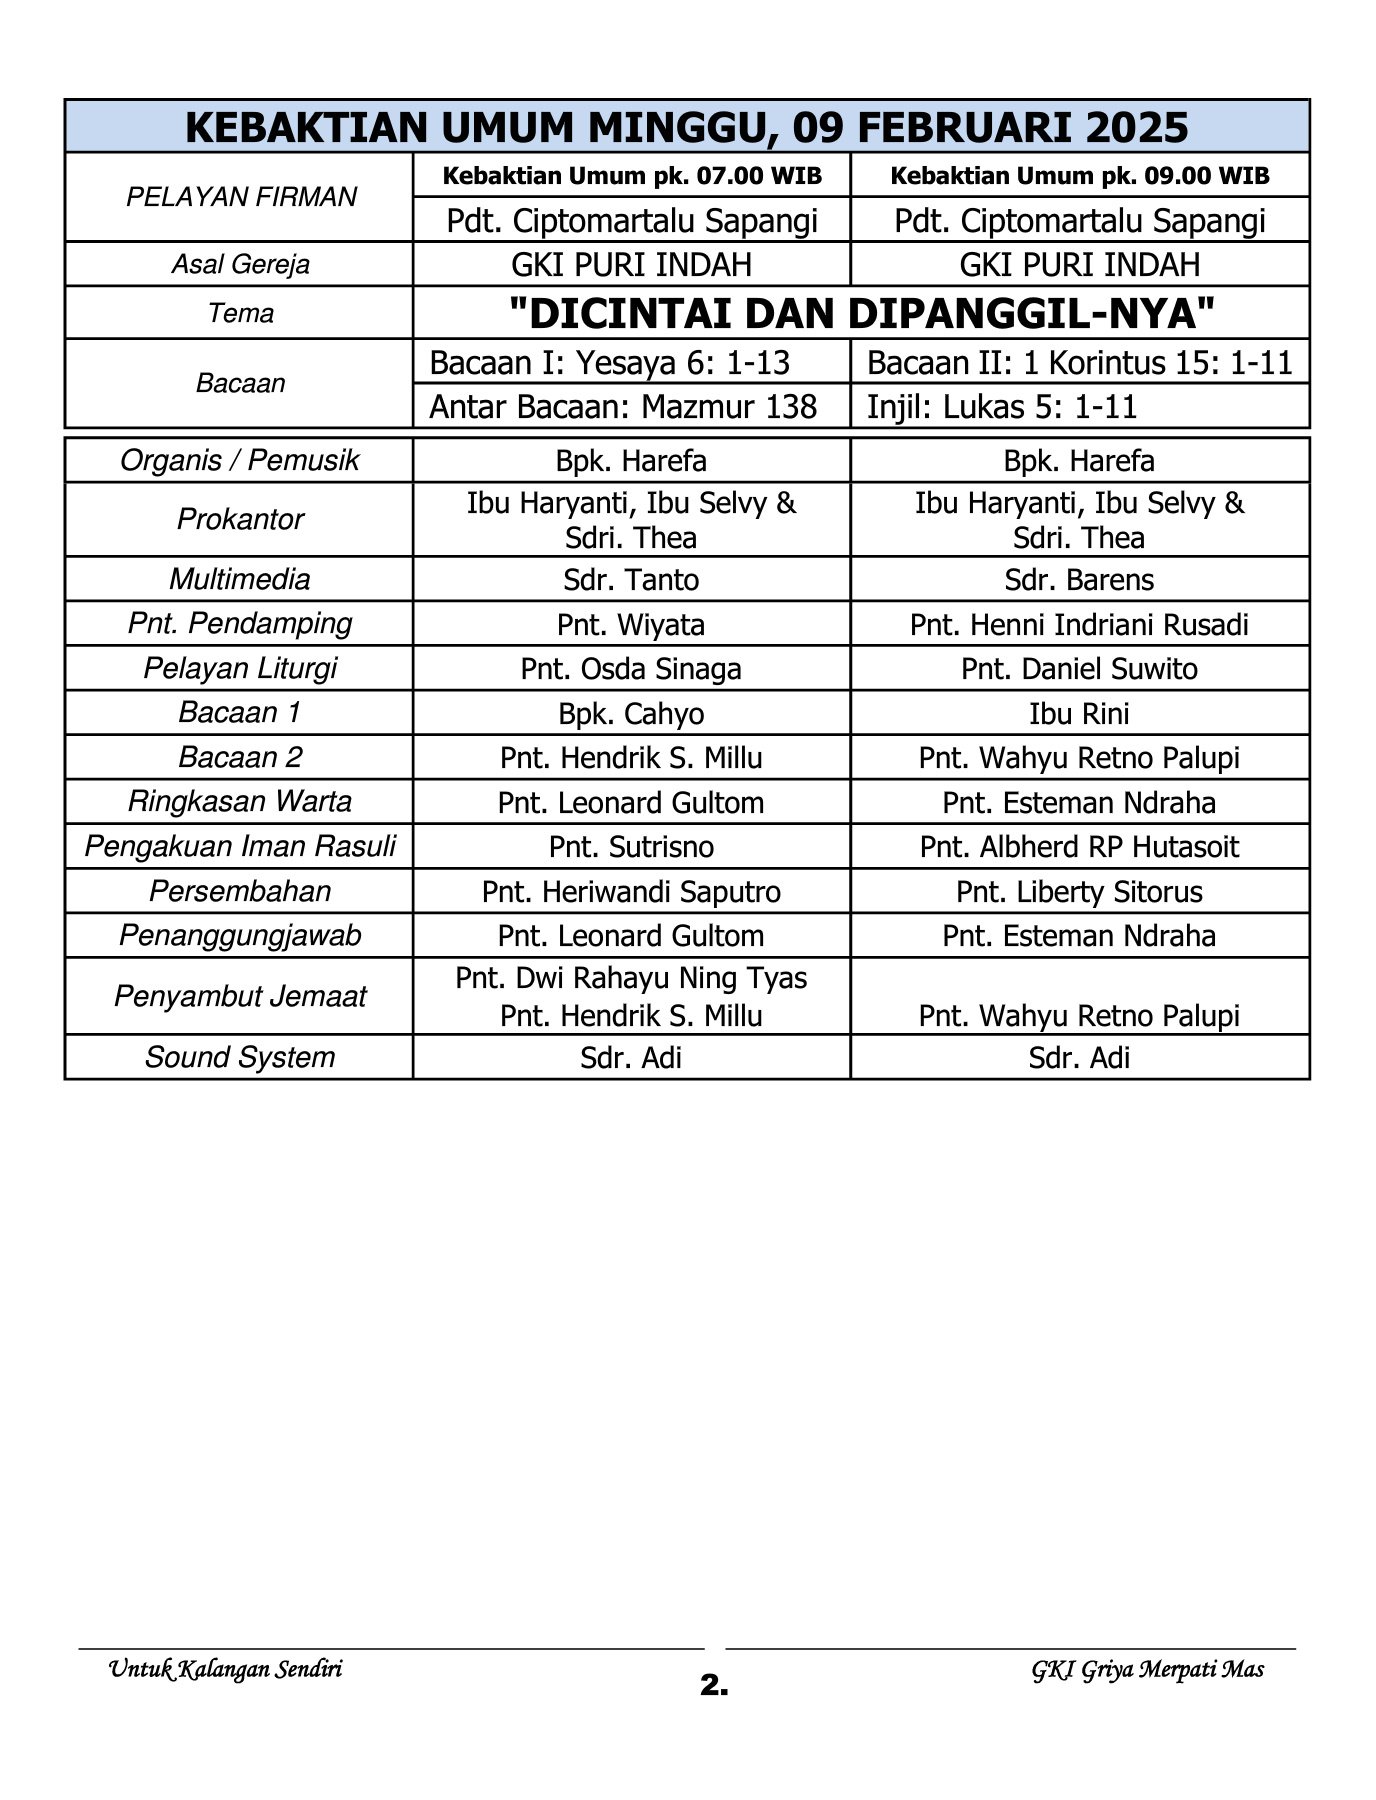 KEBAKTIAN UMUM MINGGU, 09 FEBRUARI 2025
PELAYAN FIRMAN
Kebaktian Umum pk. 07.00 WIB
Kebaktian Umum pk. 09.00 WIB
Pdt. Ciptomartalu Sapangi
Pdt. Ciptomartalu Sapangi
Asal Gereja
GKI PURI INDAH
GKI PURI INDAH
Tema
"DICINTAI DAN DIPANGGIL-NYA"
Bacaan
Bacaan I: Yesaya 6: 1-13
Bacaan II: 1 Korintus 15: 1-11
Antar Bacaan: Mazmur 138
Injil: Lukas 5: 1-11
Organis / Pemusik
Bpk. Harefa
Bpk. Harefa
Prokantor
Ibu Haryanti, Ibu Selvy &
Sdri. Thea
Ibu Haryanti, Ibu Selvy &
Sdri. Thea
Multimedia
Sdr. Tanto
Sdr. Barens
Pnt. Pendamping
Pnt. Wiyata
Pnt. Henni Indriani Rusadi
Pelayan Liturgi
Pnt. Osda Sinaga
Pnt. Daniel Suwito
Bacaan 1
Bpk. Cahyo
Ibu Rini
Bacaan 2
Pnt. Hendrik S. Millu
Pnt. Wahyu Retno Palupi
Ringkasan Warta
Pnt. Leonard Gultom
Pnt. Esteman Ndraha
Pengakuan Iman Rasuli
Pnt. Sutrisno
Pnt. Albherd RP Hutasoit
Persembahan
Pnt. Heriwandi Saputro
Pnt. Liberty Sitorus
Penanggungjawab
Pnt. Leonard Gultom
Pnt. Esteman Ndraha
Penyambut Jemaat
Pnt. Dwi Rahayu Ning Tyas
Pnt. Hendrik S. Millu
Pnt. Wahyu Retno Palupi
Sound System
Sdr. Adi
Sdr. Adi
Untuk Kalangan Sendiri
2.
GKI Griya Merpati Mas